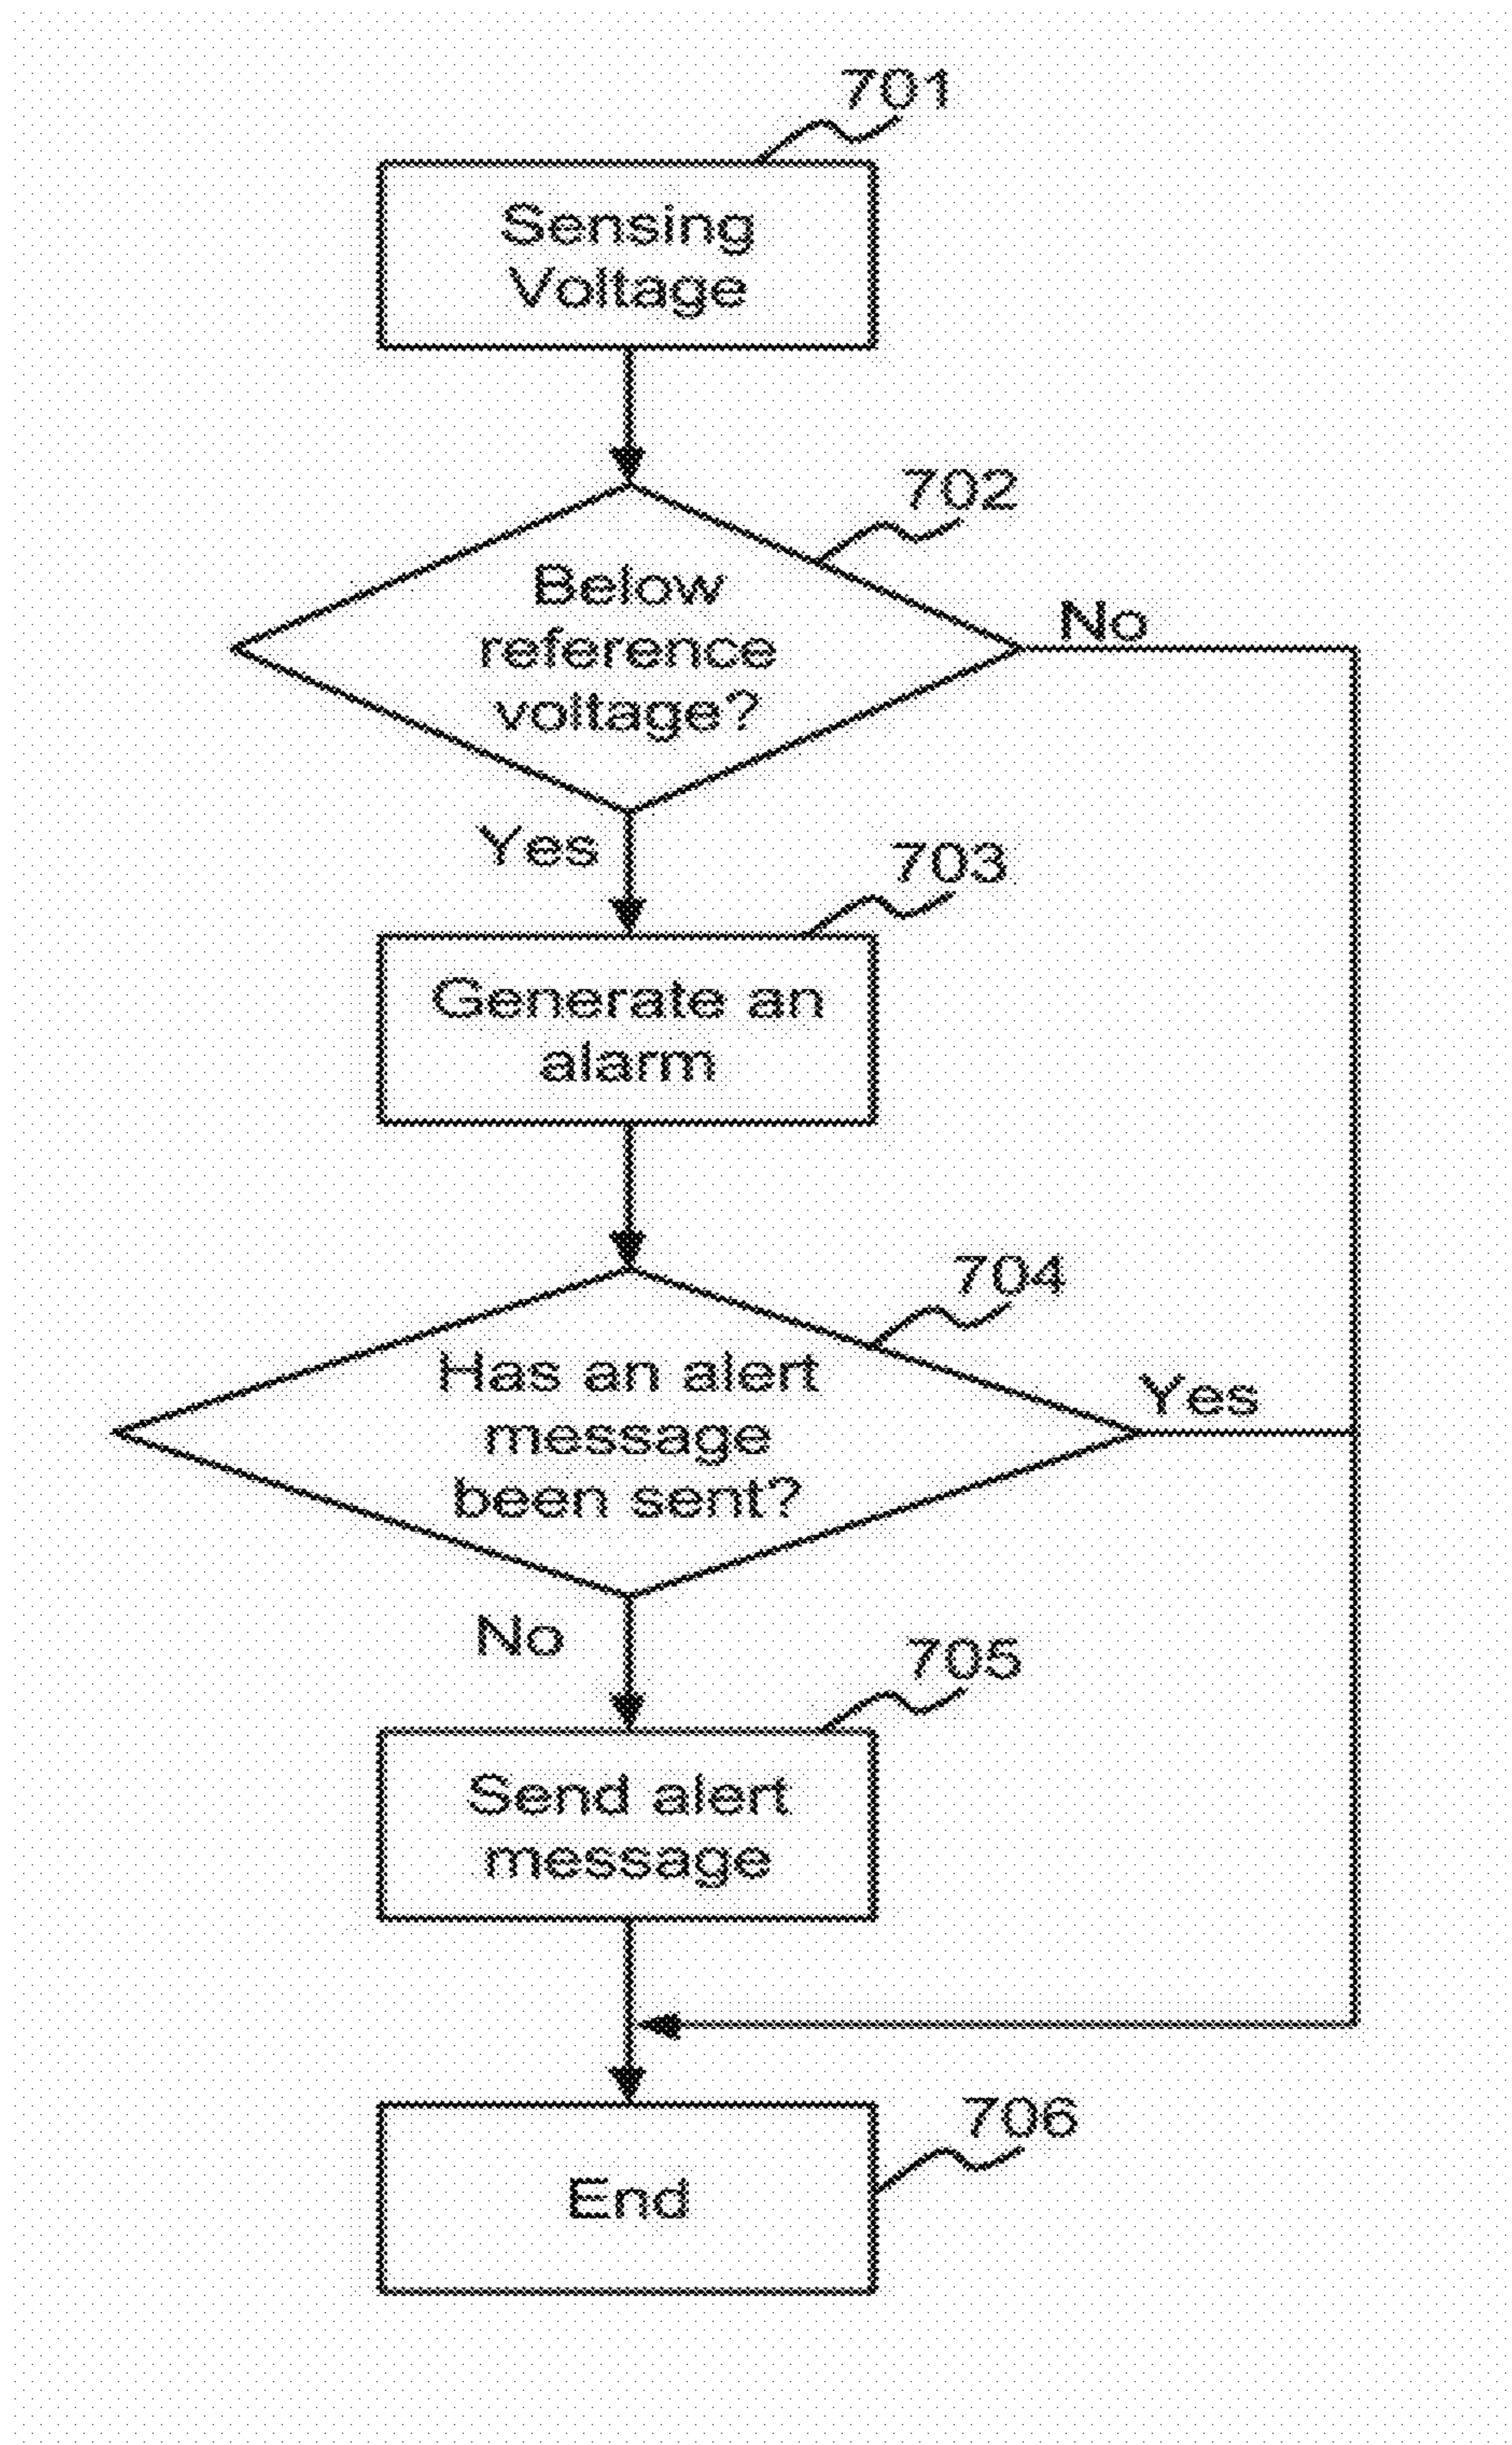 701
Sensing
Voltage
702
Below
reference
voltage?
No
Yes
703
Generate an
alarm
704
Has an alert
message
been sent?
Yes
No
705
Send alert
message
706
End